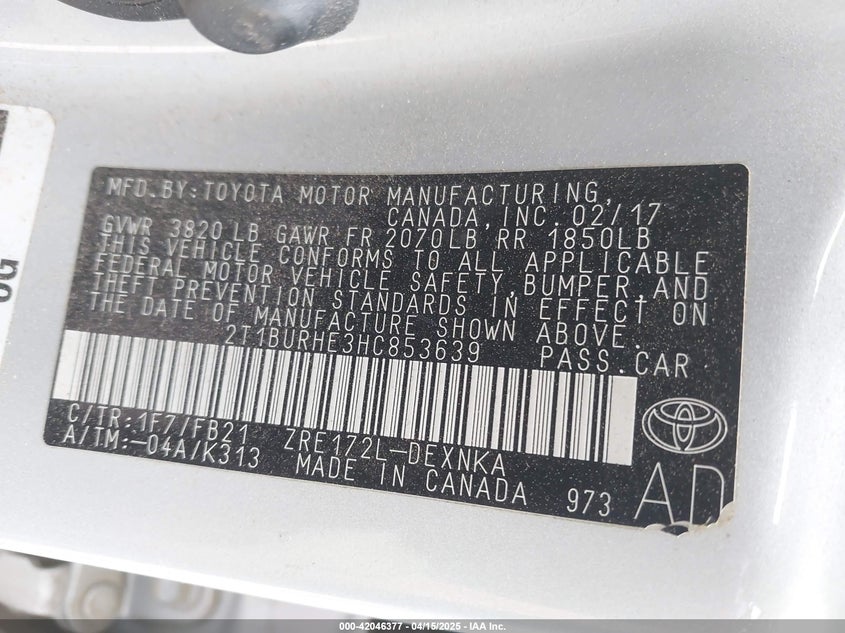 MFD.BY:TOYOTA MOTOR MANUFACTURING,
CANADA,INC.02/17
GVWR 3820LB GAWR FR 2070LB RR 1850LB
THIS VEHICLE CONFORMS TO ALL APPLICABLE
FEDERAL MOTOR VEHICLE SAFETY,BUMPER,AND
THEFT PREVENTION STANDARDS IN EFFECT ON
THE DATE OF MANUFACTURE SHOWN ABOVE.
2T1BURHE3HC853639 PASS.CAR
C/TR:1F7/FB21 ZRE172L-DEXNKA
A/TM:-04A/K313 MADE IN CANADA 973
AD
000-42046377 - 04/15/2025 - IAA Inc.